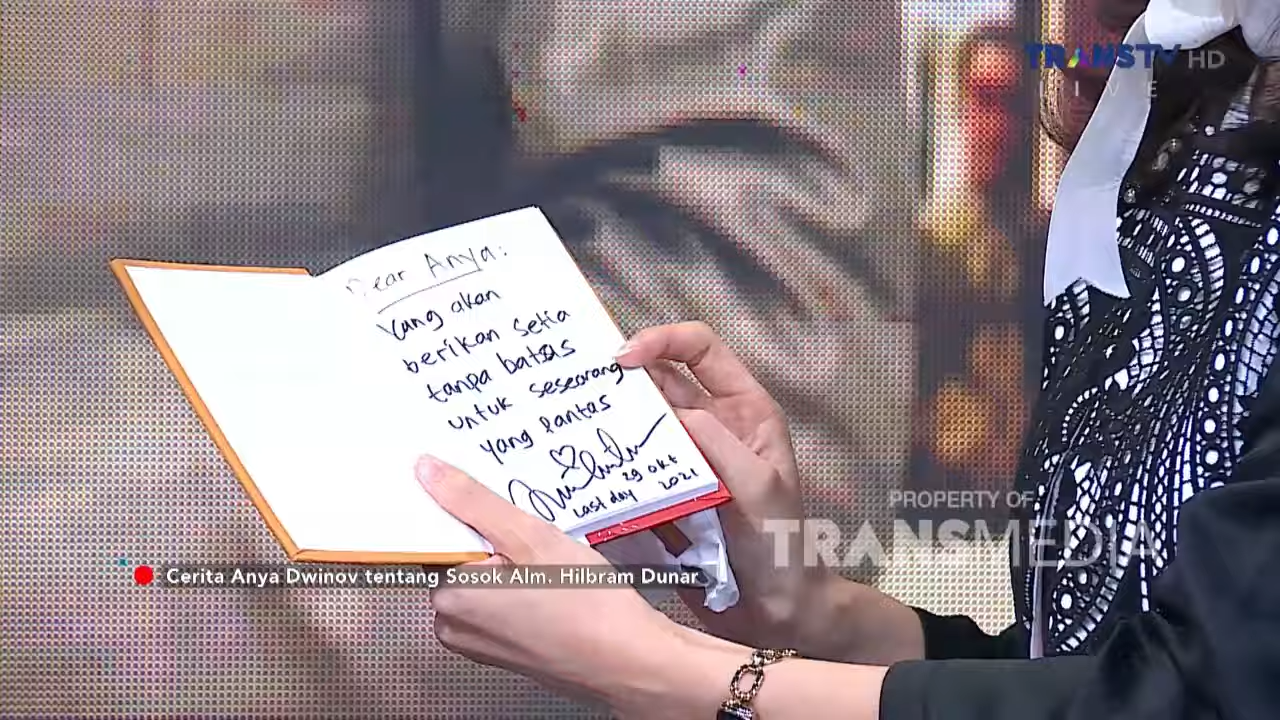 TRANSTV HD
LIVE
Dear Anya:
Yang akan
berikan Setia
tanpa batas
untuk seseorang
yang pantas
29 Okt
Last day 2021
PROPERTY OF
TRANSMEDIA
Cerita Anya Dwinov tentang Sosok Alm. Hilbram Dunar